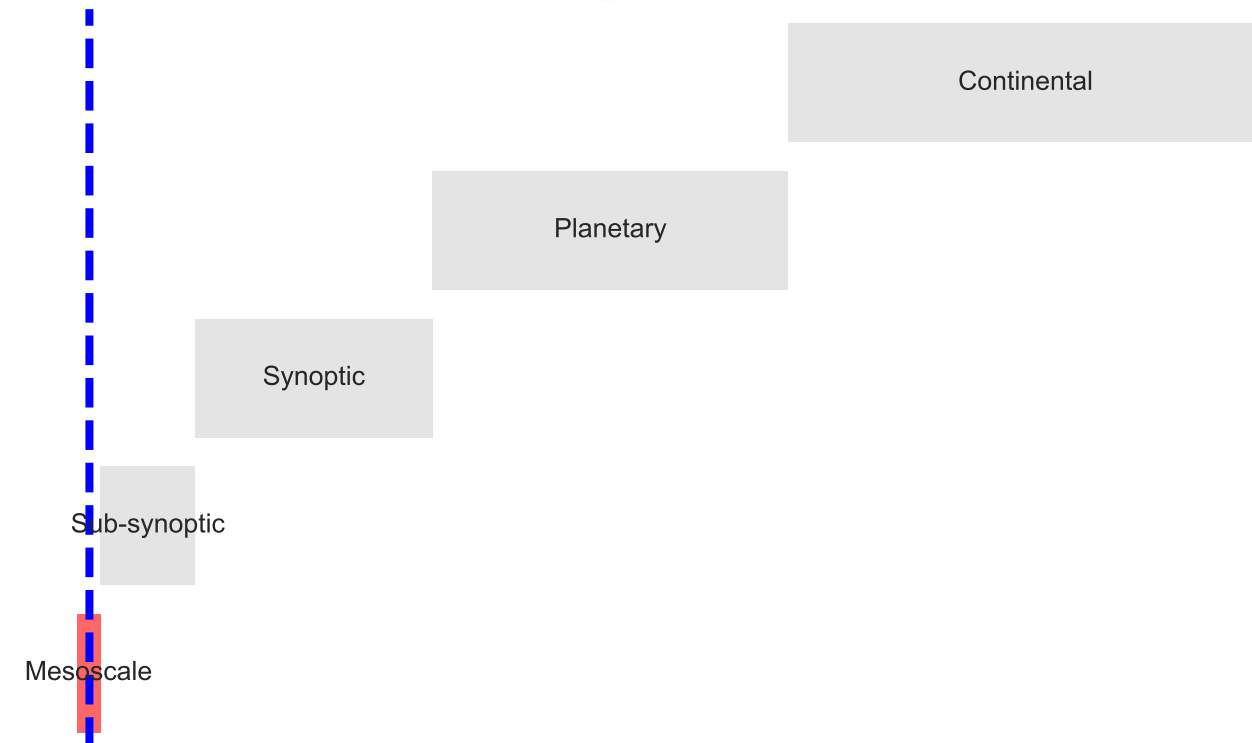 Continental
Planetary
Synoptic
Sub-synoptic
Mesoscale